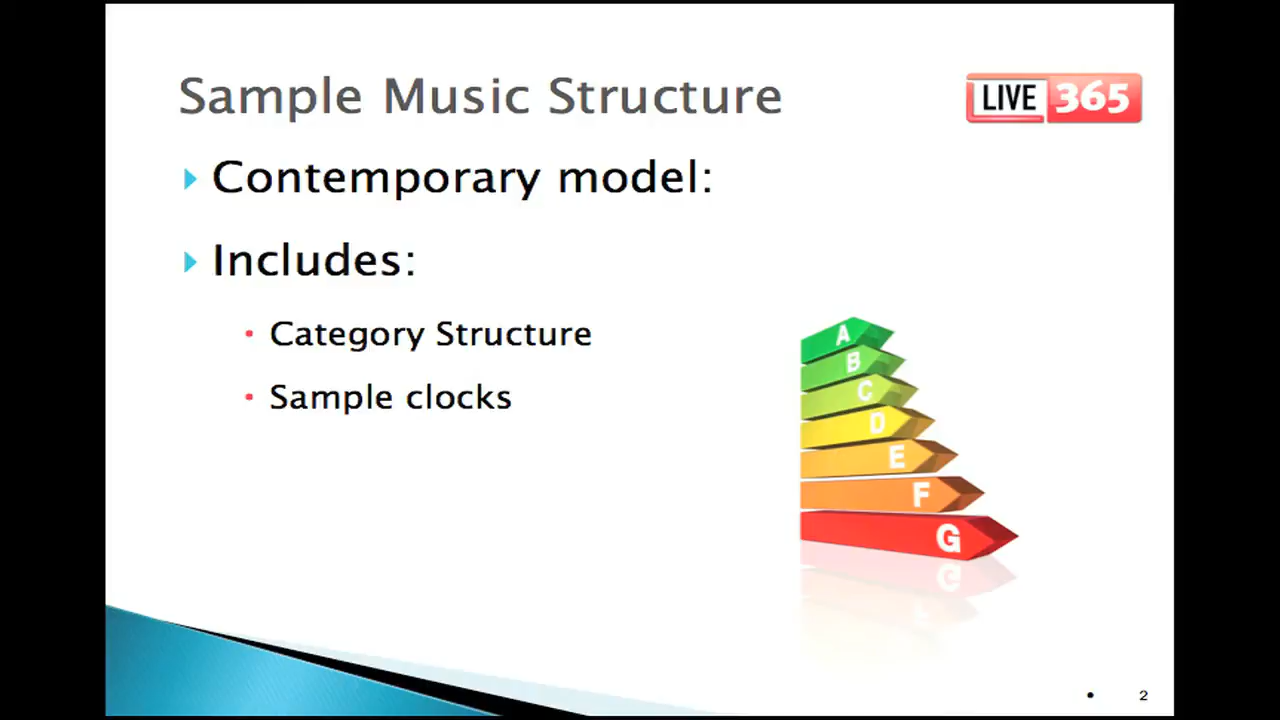 Sample Music Structure
LIVE 365
Contemporary model:
Includes:
Category Structure
Sample clocks
A
B
C
D
E
F
G
2